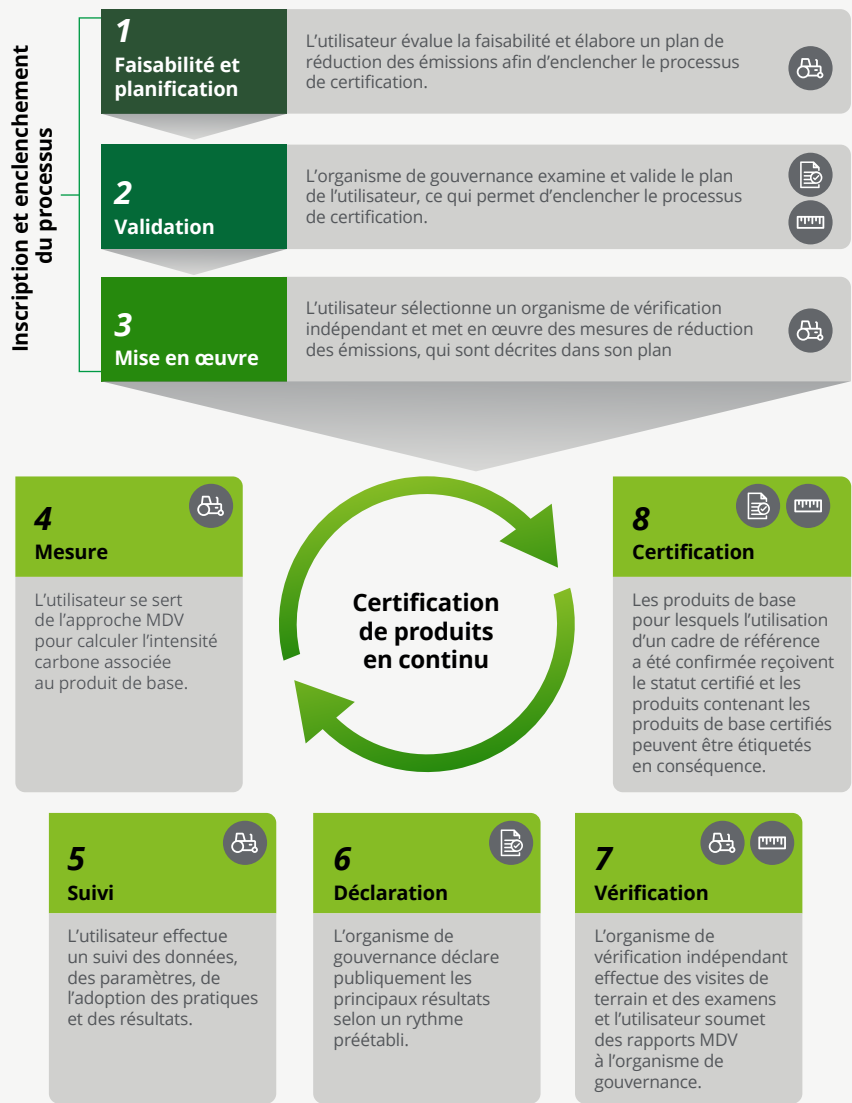 Inscription et enclenchement
du processus
1
Faisabilité et
planification
L'utilisateur évalue la faisabilité et élabore un plan de
réduction des émissions afin d'enclencher le processus
de certification.
2
Validation
L'organisme de gouvernance examine et valide le plan
de l'utilisateur, ce qui permet d'enclencher le processus
de certification.
3
Mise en œuvre
L'utilisateur sélectionne un organisme de vérification
indépendant et met en œuvre des mesures de réduction
des émissions, qui sont décrites dans son plan
Certification
de produits
en continu
4
Mesure
L'utilisateur se sert
de l'approche MDV
pour calculer l'intensité
carbone associée
au produit de base.
5
Suivi
L'utilisateur effectue
un suivi des données,
des paramètres, de
l'adoption des pratiques
et des résultats.
6
Déclaration
L'organisme de
gouvernance déclare
publiquement les
principaux résultats
selon un rythme
préétabli.
7
Vérification
L'organisme de
vérification indépendant
effectue des visites de
terrain et des examens
et l'utilisateur soumet
des rapports MDV
à l'organisme de
gouvernance.
8
Certification
Les produits de base
pour lesquels l'utilisation
d'un cadre de référence
a été confirmée reçoivent
le statut certifié et les
produits contenant les
produits de base certifiés
peuvent être étiquetés
en conséquence.